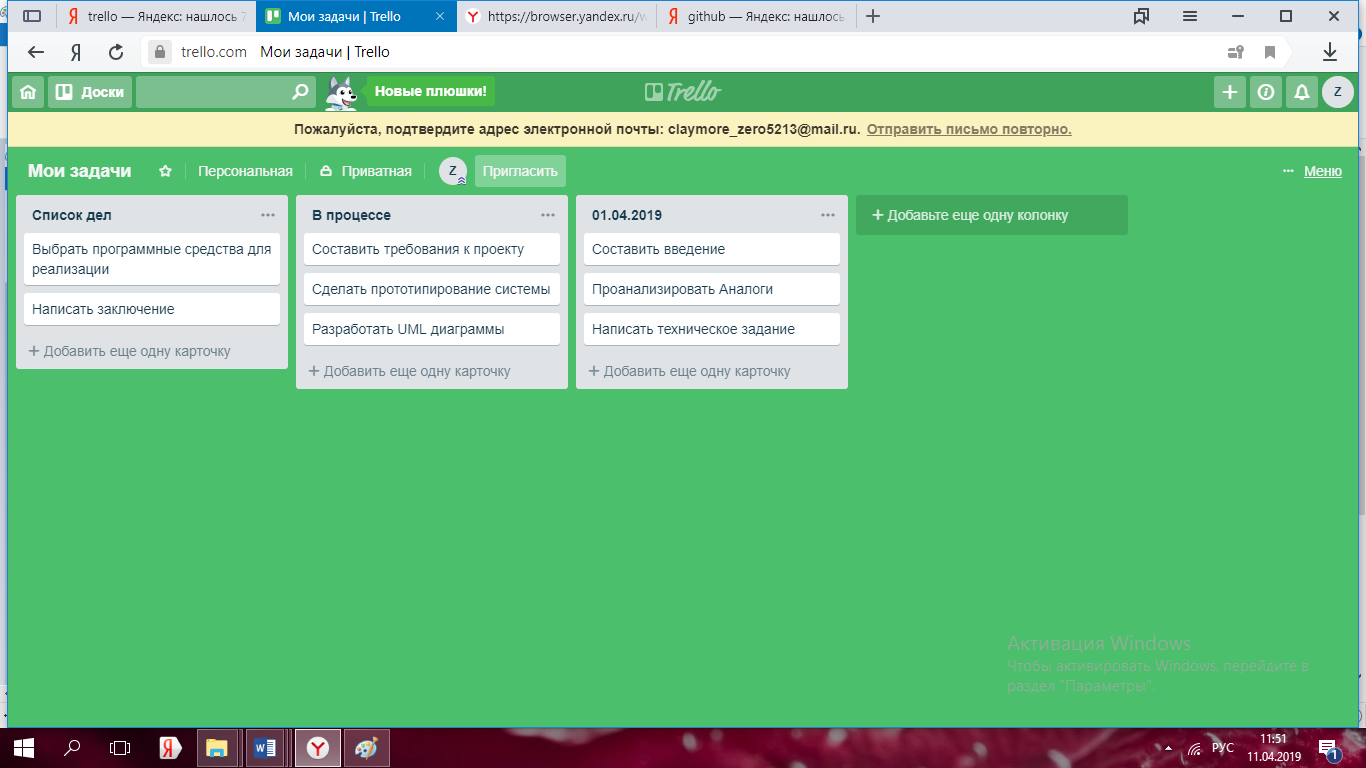 trello — Яндекс: нашлось 7
Мои задачи | Trello
https://browser.yandex.ru/w
github — Яндекс: нашлось
trello.com Мои задачи | Trello
Доски
Новые плюшки!
Trello
Z
Пожалуйста, подтвердите адрес электронной почты: claymore_zero5213@mail.ru. Отправить письмо повторно.
Мои задачи
Персональная
Приватная
Z
Пригласить
Меню
Список дел
Выбрать программные средства для
реализации
Написать заключение
+ Добавить еще одну карточку
В процессе
Составить требования к проекту
Сделать прототипирование системы
Разработать UML диаграммы
+ Добавить еще одну карточку
01.04.2019
Составить введение
Проанализировать Аналоги
Написать техническое задание
+ Добавить еще одну карточку
+ Добавьте еще одну колонку
Активация Windows
Чтобы активировать Windows, перейдите в
раздел "Параметры".
РУС
11:51
11.04.2019
1